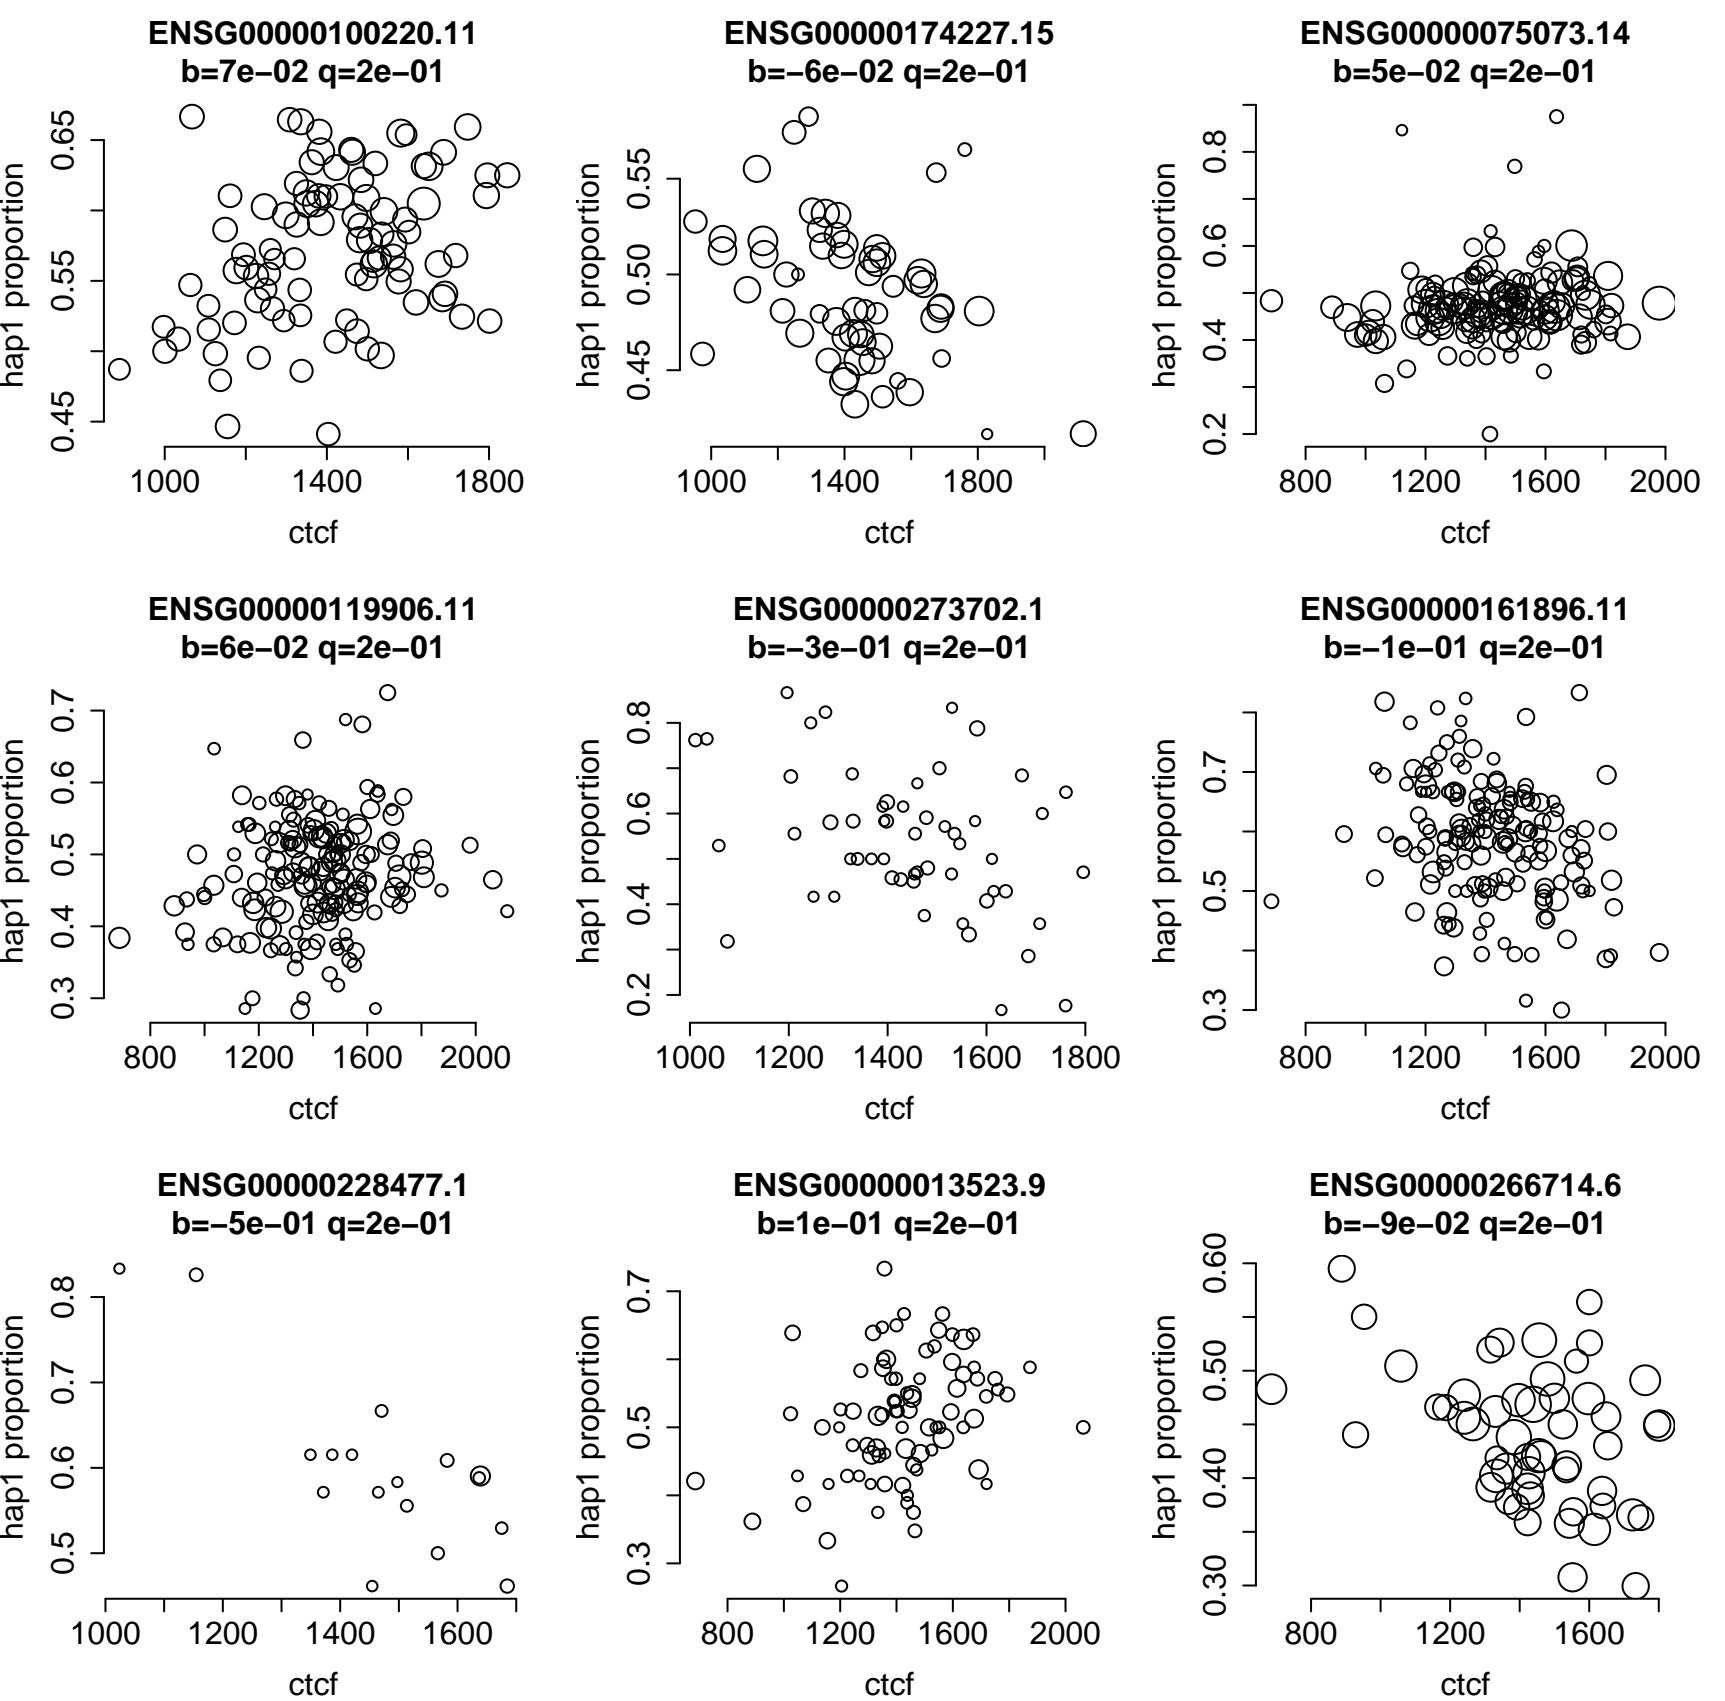 ENSG00000100220.11
b=7e−02 q=2e−01
hap1 proportion
0.45 0.55 0.65
1000 1400 1800
ctcf
ENSG00000174227.15
b=−6e−02 q=2e−01
hap1 proportion
0.45 0.50 0.55
1000 1400 1800
ctcf
ENSG00000075073.14
b=5e−02 q=2e−01
hap1 proportion
0.2 0.4 0.6 0.8
800 1200 1600 2000
ctcf
ENSG00000119906.11
b=6e−02 q=2e−01
hap1 proportion
0.3 0.4 0.5 0.6 0.7
800 1200 1600 2000
ctcf
ENSG00000273702.1
b=−3e−01 q=2e−01
hap1 proportion
0.2 0.4 0.6 0.8
1000 1200 1400 1600 1800
ctcf
ENSG00000161896.11
b=−1e−01 q=2e−01
hap1 proportion
0.3 0.5 0.7
800 1200 1600 2000
ctcf
ENSG00000228477.1
b=−5e−01 q=2e−01
hap1 proportion
0.5 0.6 0.7 0.8
1000 1200 1400 1600
ctcf
ENSG00000013523.9
b=1e−01 q=2e−01
hap1 proportion
0.3 0.5 0.7
800 1200 1600 2000
ctcf
ENSG00000266714.6
b=−9e−02 q=2e−01
hap1 proportion
0.30 0.40 0.50 0.60
800 1200 1600
ctcf